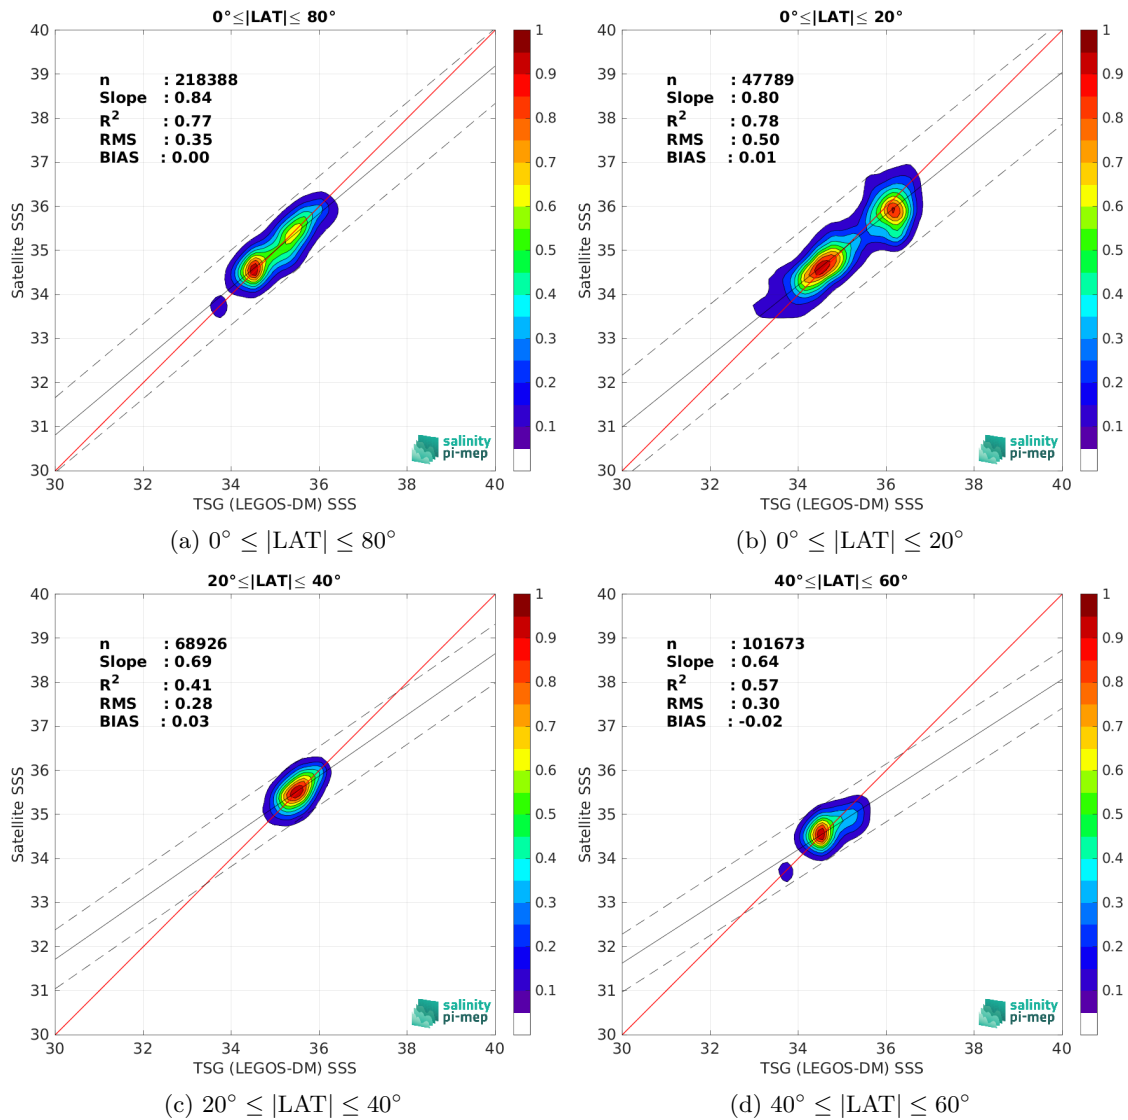 0°≤|LAT|≤ 80°
n : 218388
Slope : 0.84
R² : 0.77
RMS : 0.35
BIAS : 0.00
40
39
38
37
36
35
34
33
32
31
30
Satellite SSS
30 32 34 36 38 40
TSG (LEGOS-DM) SSS
1
0.9
0.8
0.7
0.6
0.5
0.4
0.3
0.2
0.1
salinity
pi-mep
(a) 0° ≤ |LAT| ≤ 80°
0°≤|LAT|≤ 20°
n : 47789
Slope : 0.80
R² : 0.78
RMS : 0.50
BIAS : 0.01
40
39
38
37
36
35
34
33
32
31
30
Satellite SSS
30 32 34 36 38 40
TSG (LEGOS-DM) SSS
1
0.9
0.8
0.7
0.6
0.5
0.4
0.3
0.2
0.1
salinity
pi-mep
(b) 0° ≤ |LAT| ≤ 20°
20°≤|LAT|≤ 40°
n : 68926
Slope : 0.69
R² : 0.41
RMS : 0.28
BIAS : 0.03
40
39
38
37
36
35
34
33
32
31
30
Satellite SSS
30 32 34 36 38 40
TSG (LEGOS-DM) SSS
1
0.9
0.8
0.7
0.6
0.5
0.4
0.3
0.2
0.1
salinity
pi-mep
(c) 20° ≤ |LAT| ≤ 40°
40°≤|LAT|≤ 60°
n : 101673
Slope : 0.64
R² : 0.57
RMS : 0.30
BIAS : -0.02
40
39
38
37
36
35
34
33
32
31
30
Satellite SSS
30 32 34 36 38 40
TSG (LEGOS-DM) SSS
1
0.9
0.8
0.7
0.6
0.5
0.4
0.3
0.2
0.1
salinity
pi-mep
(d) 40° ≤ |LAT| ≤ 60°